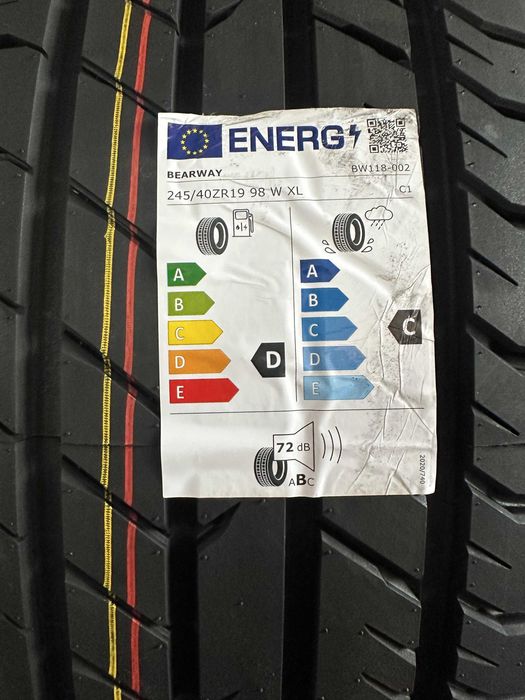 ENERG
BEARWAY BW118-002
245/40ZR19 98 W XL C1
A A
B B
C C C
D D D
E E
72 dB
ABC
2020/740